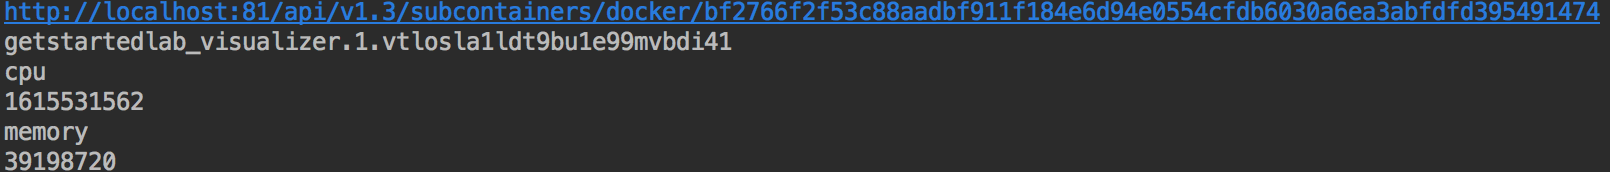 http://localhost:81/api/v1.3/subcontainers/docker/bf2766f2f53c88aadbf911f184e6d94e0554cfdb6030a6ea3abfdfd395491474
getstartedlab_visualizer.1.vtlosla1ldt9bu1e99mvbdi41
cpu
1615531562
memory
39198720